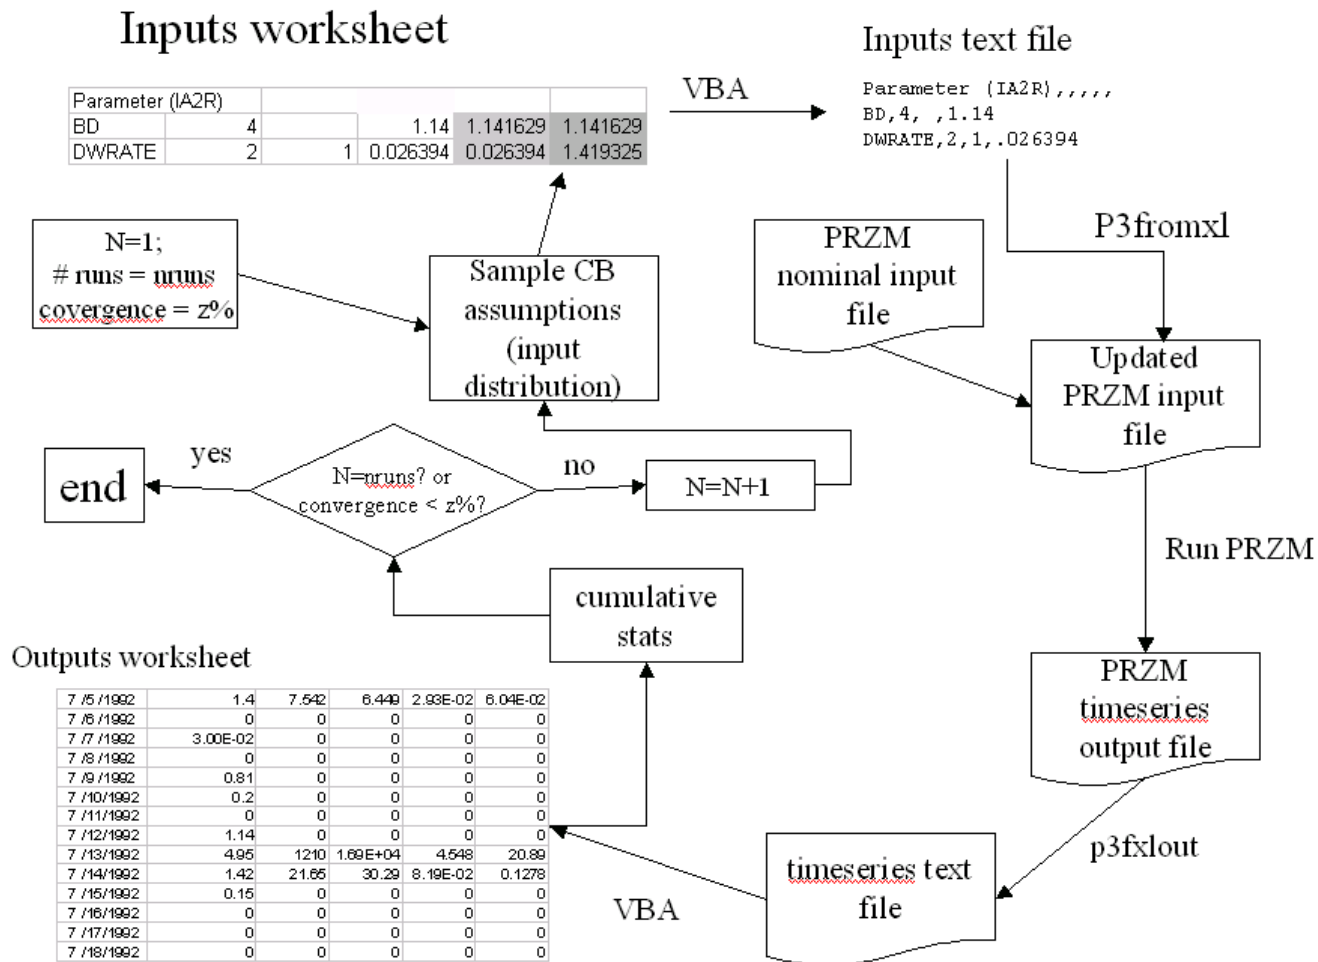 Inputs worksheet
Inputs text file
Parameter (IA2R)
BD 4 1.14 1.141629 1.141629
DWRATE 2 1 0.026394 0.026394 1.419325
VBA
Parameter (IA2R),,,,,
BD,4, ,1.14
DWRATE,2,1,.026394
N=1;
# runs = nruns
covergence = z%
Sample CB
assumptions
(input
distribution)
PRZM
nominal input
file
P3fromxl
Updated
PRZM input
file
end
yes
N=nruns? or
convergence < z%?
no
N=N+1
Run PRZM
cumulative
stats
Outputs worksheet
7 /5 /1992 1.4 7.542 6.449 2.93E-02 6.04E-02
7 /6 /1992 0 0 0 0 0
7 /7 /1992 3.00E-02 0 0 0 0
7 /8 /1992 0 0 0 0 0
7 /9 /1992 0.81 0 0 0 0
7 /10/1992 0.2 0 0 0 0
7 /11/1992 0 0 0 0 0
7 /12/1992 1.14 0 0 0 0
7 /13/1992 4.95 1210 1.69E+04 4.548 20.89
7 /14/1992 1.42 21.65 30.29 8.19E-02 0.1278
7 /15/1992 0.15 0 0 0 0
7 /16/1992 0 0 0 0 0
7 /17/1992 0 0 0 0 0
7 /18/1992 0 0 0 0 0
PRZM
timeseries
output file
p3fxlout
timeseries text
file
VBA